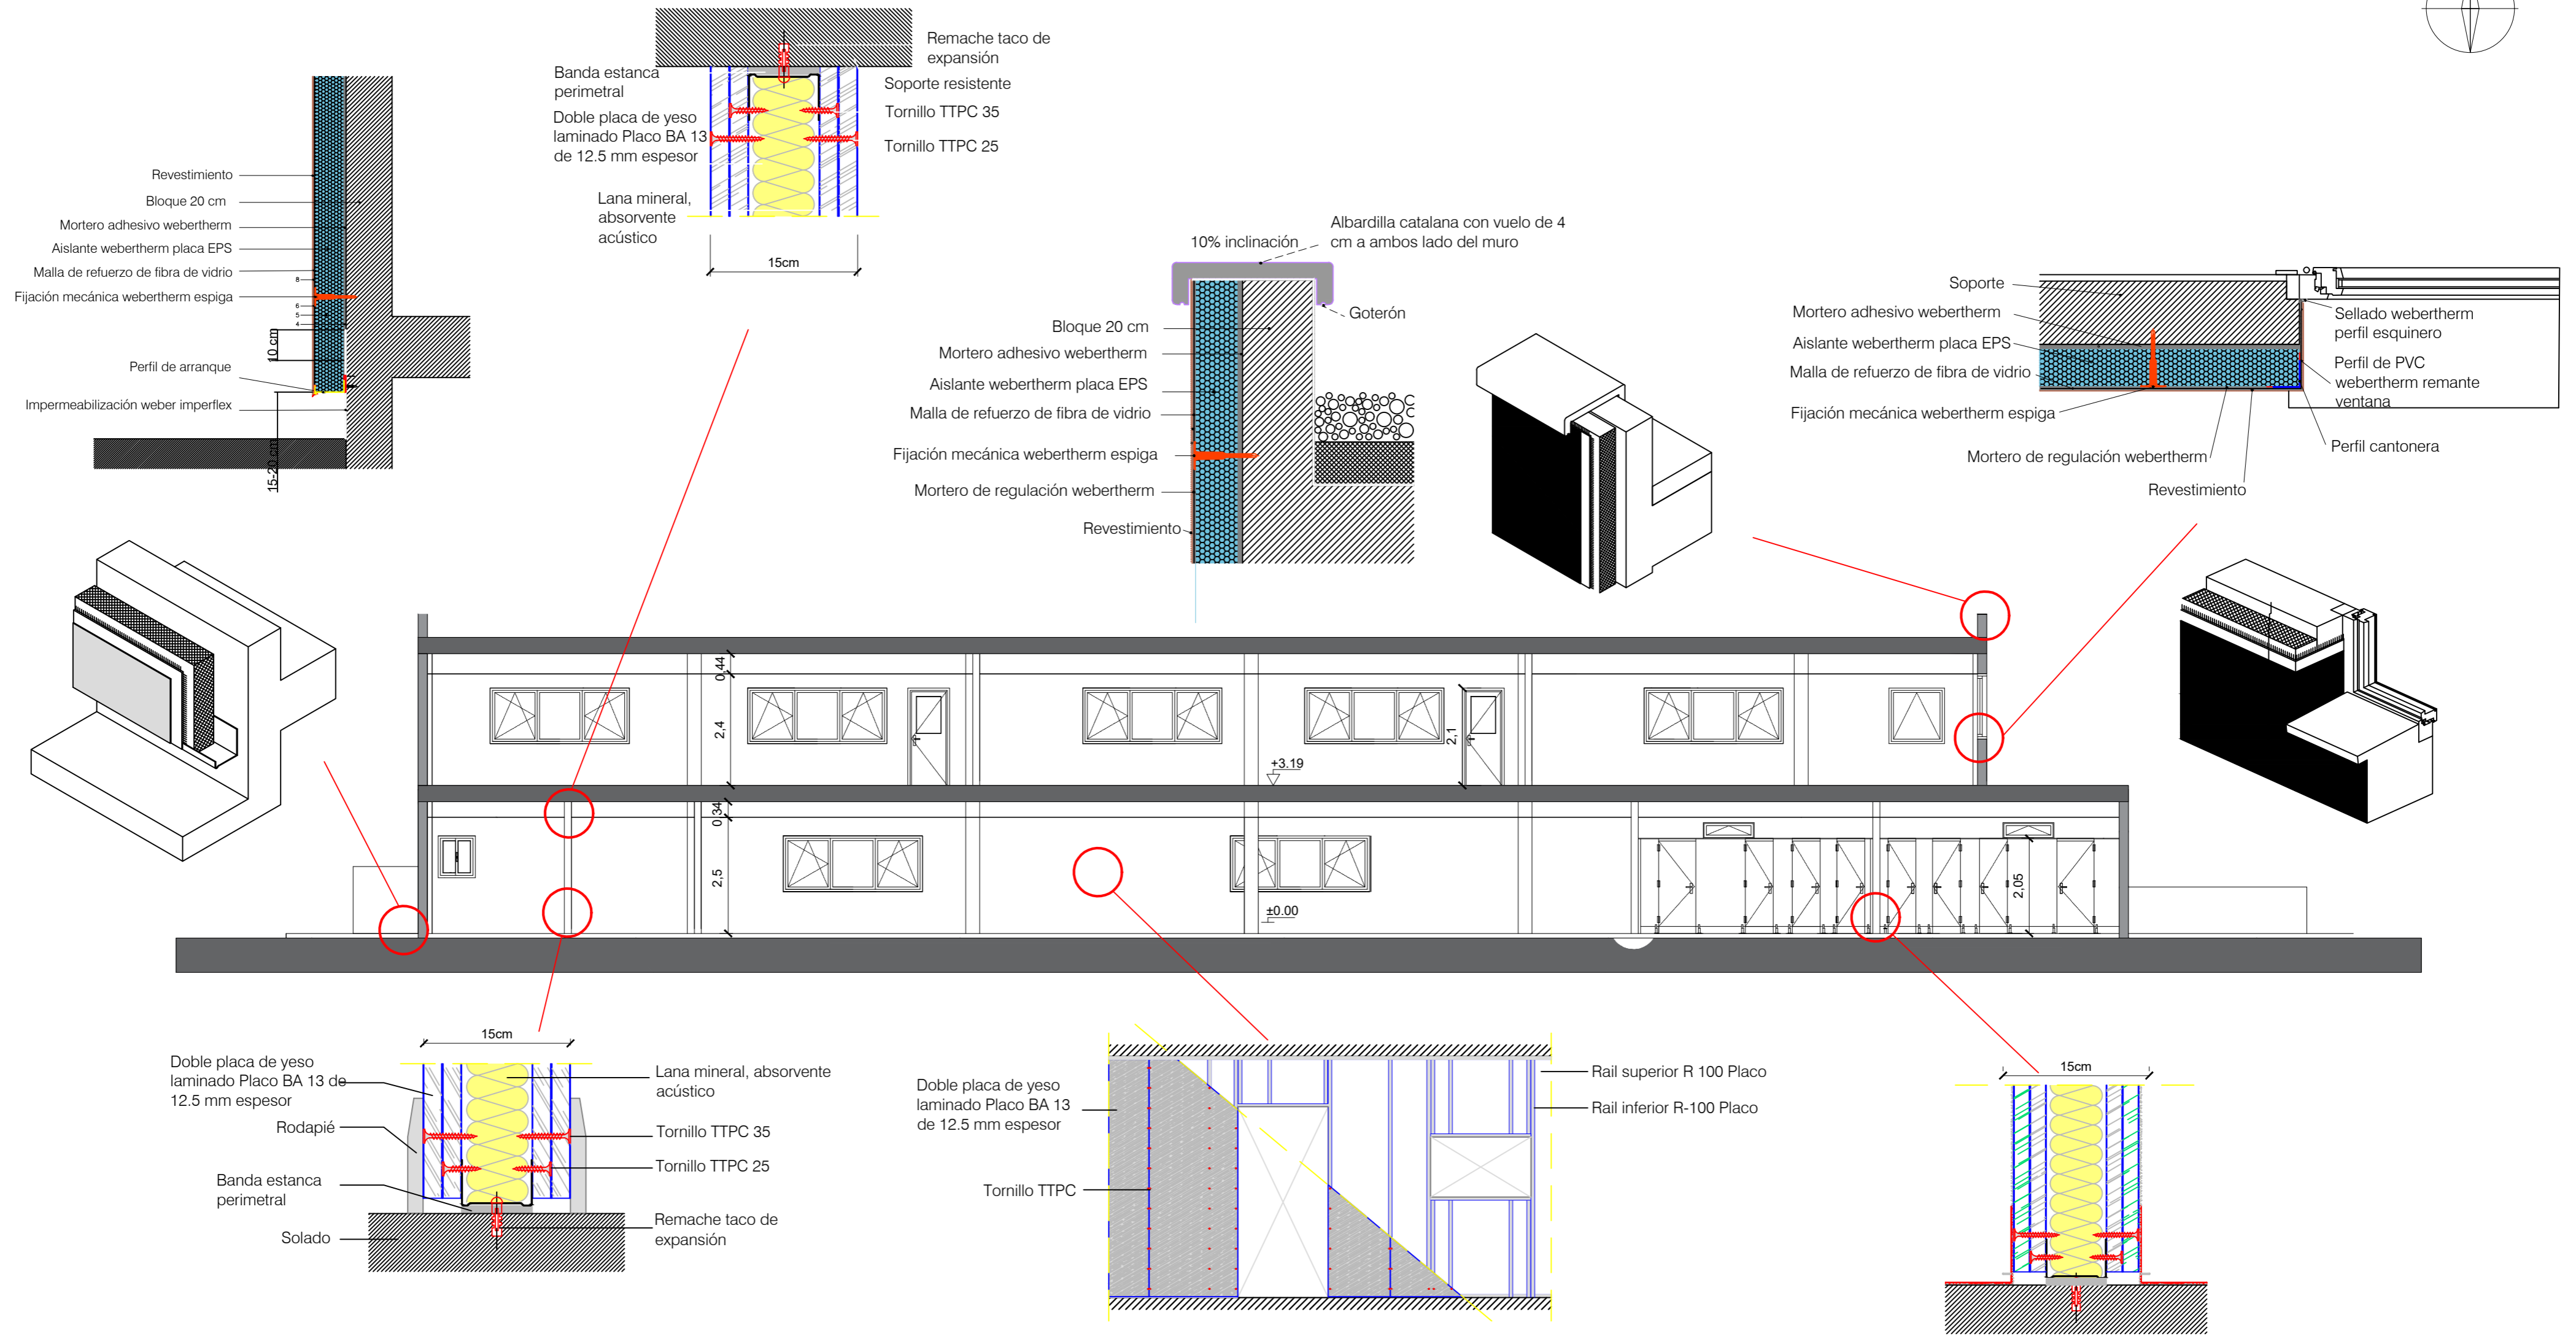 Revestimiento
Bloque 20 cm
Mortero adhesivo webertherm
Aislante webertherm placa EPS
Malla de refuerzo de fibra de vidrio
Fijación mecánica webertherm espiga
8
6
5
4
10 cm
Perfil de arranque
Impermeabilización weber imperflex
15-20 cm
Banda estanca
perimetral
Doble placa de yeso
laminado Placo BA 13
de 12.5 mm espesor
Lana mineral,
absorvente
acústico
Remache taco de
expansión
Soporte resistente
Tornillo TTPC 35
Tornillo TTPC 25
15cm
10% inclinación
Albardilla catalana con vuelo de 4
cm a ambos lado del muro
Goterón
Bloque 20 cm
Mortero adhesivo webertherm
Aislante webertherm placa EPS
Malla de refuerzo de fibra de vidrio
Fijación mecánica webertherm espiga
Mortero de regulación webertherm
Revestimiento
Soporte
Mortero adhesivo webertherm
Aislante webertherm placa EPS
Malla de refuerzo de fibra de vidrio
Fijación mecánica webertherm espiga
Mortero de regulación webertherm
Revestimiento
Sellado webertherm
perfil esquinero
Perfil de PVC
webertherm remante
ventana
Perfil cantonera
0,44
2,4
2,1
+3.19
0,34
2,5
±0.00
2,05
15cm
Doble placa de yeso
laminado Placo BA 13 de
12.5 mm espesor
Rodapié
Banda estanca
perimetral
Solado
Lana mineral, absorvente
acústico
Tornillo TTPC 35
Tornillo TTPC 25
Remache taco de
expansión
Doble placa de yeso
laminado Placo BA 13
de 12.5 mm espesor
Tornillo TTPC
Rail superior R 100 Placo
Rail inferior R-100 Placo
15cm